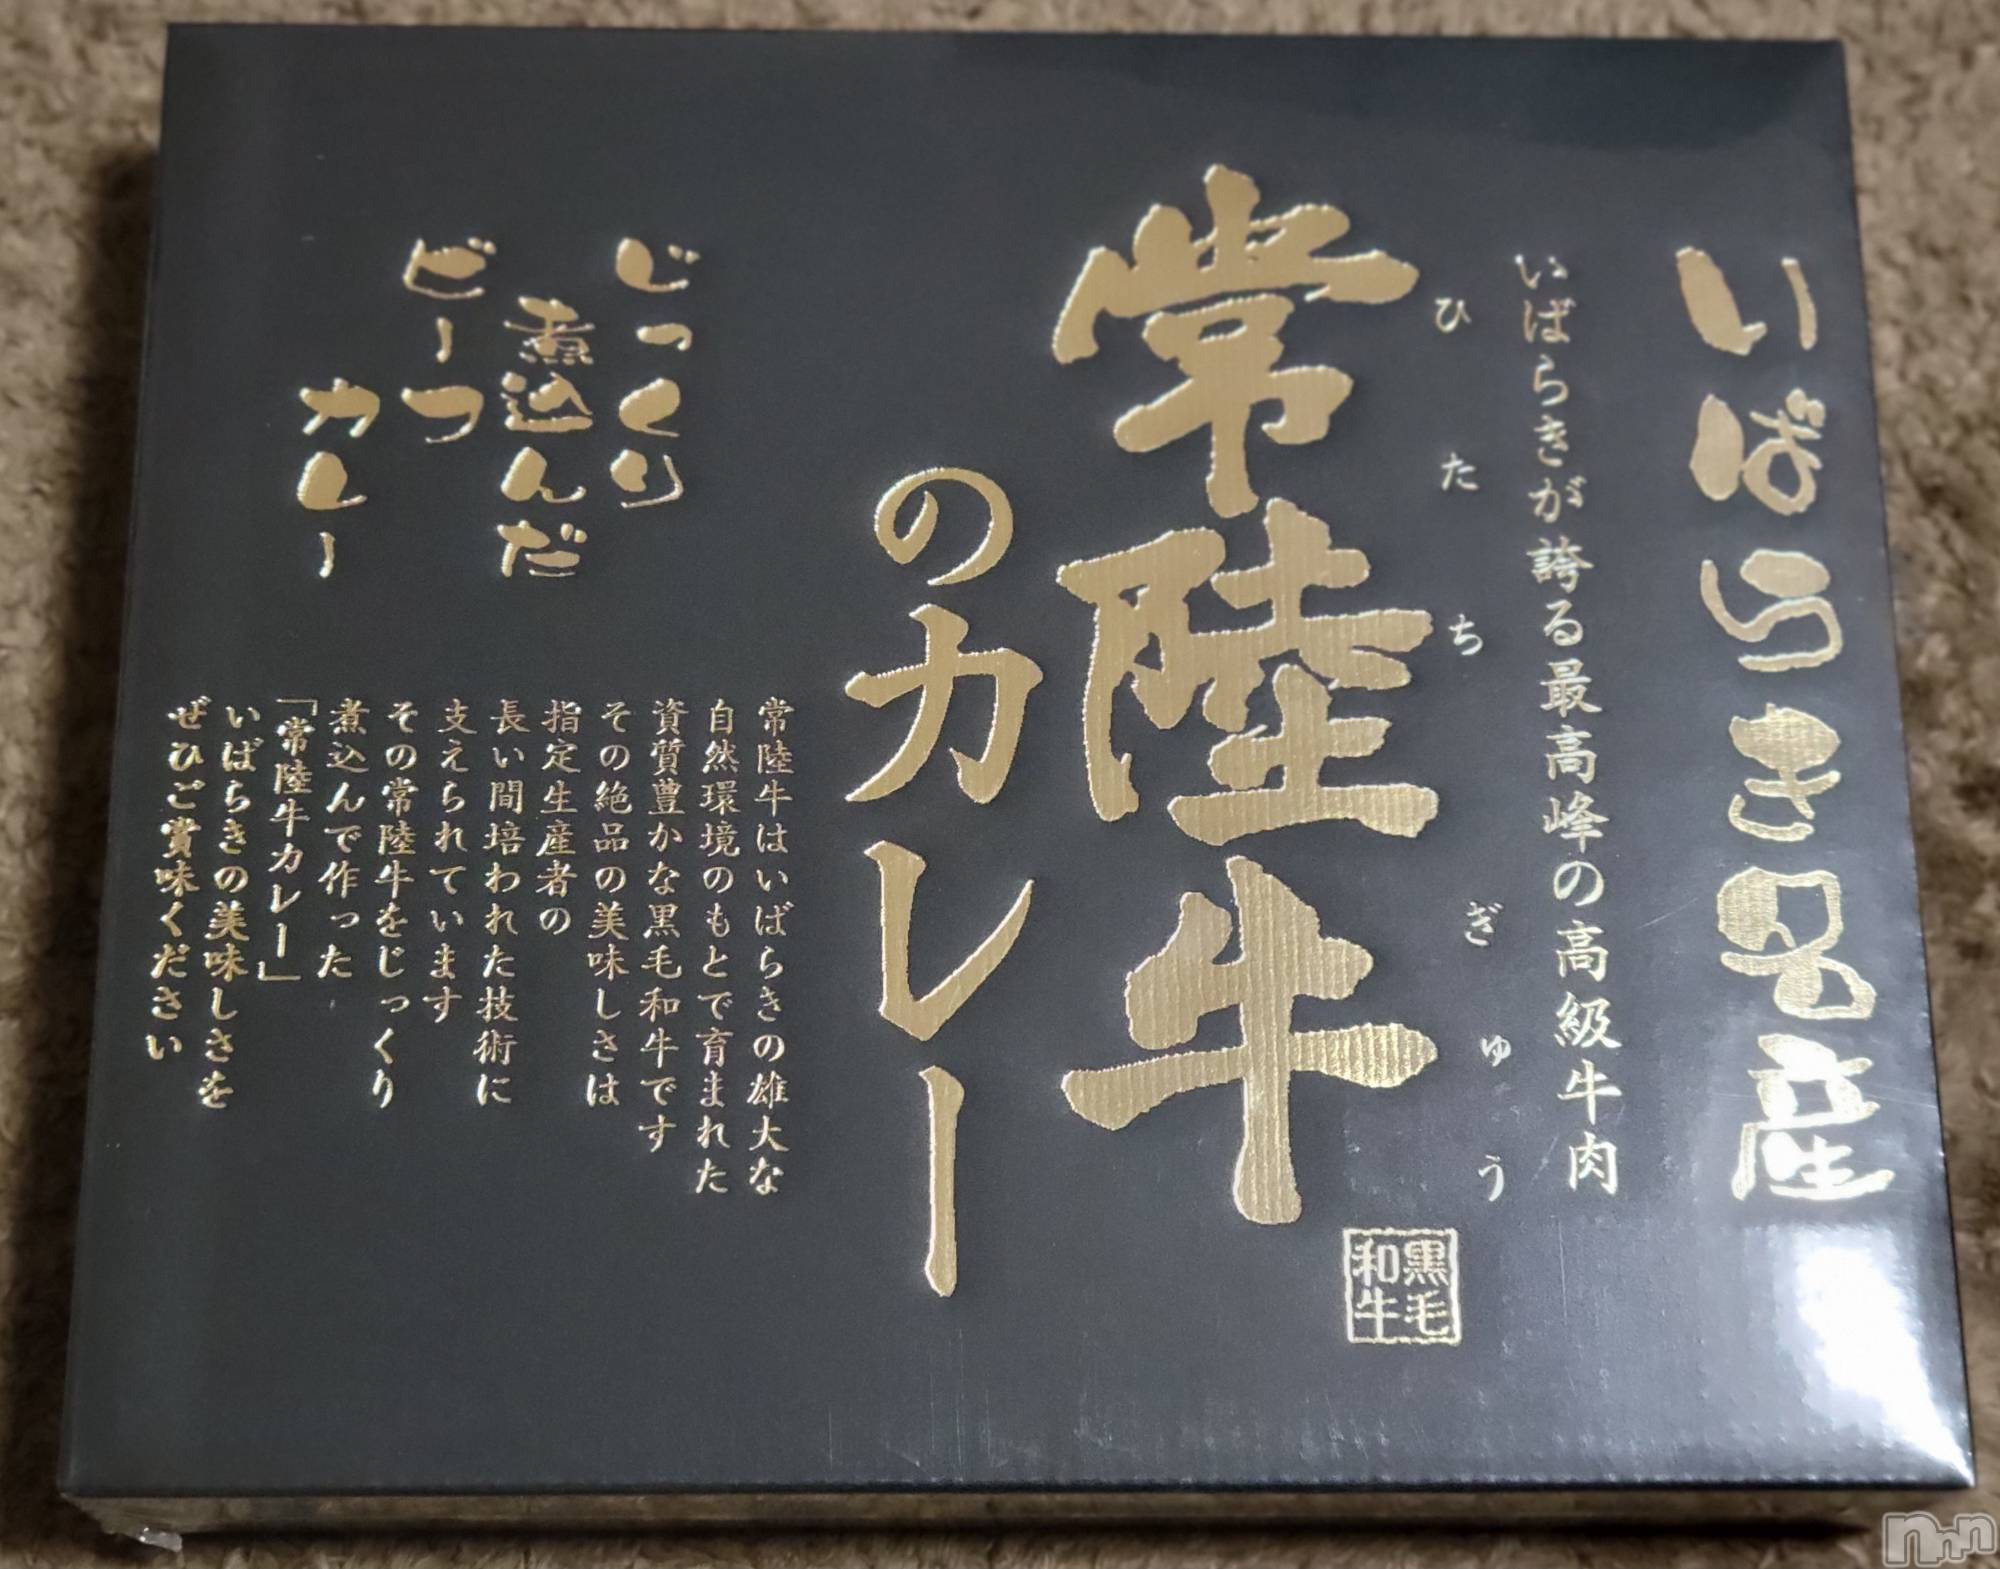 いばらき名産
いばらきが誇る最高峰の高級牛肉
ひたちぎゅう
常陸牛
黒毛
和牛
のカレー
じっくり
煮込んだ
ビーフ
カレー
常陸牛はいばらきの雄大な
自然環境のもとで育まれた
資質豊かな黒毛和牛です
その絶品の美味しさは
指定生産者の
長い間培われた技術に
支えられています
その常陸牛をじっくり
煮込んで作った
「常陸牛カレー」
いばらきの美味しさを
ぜひご賞味ください
nnn